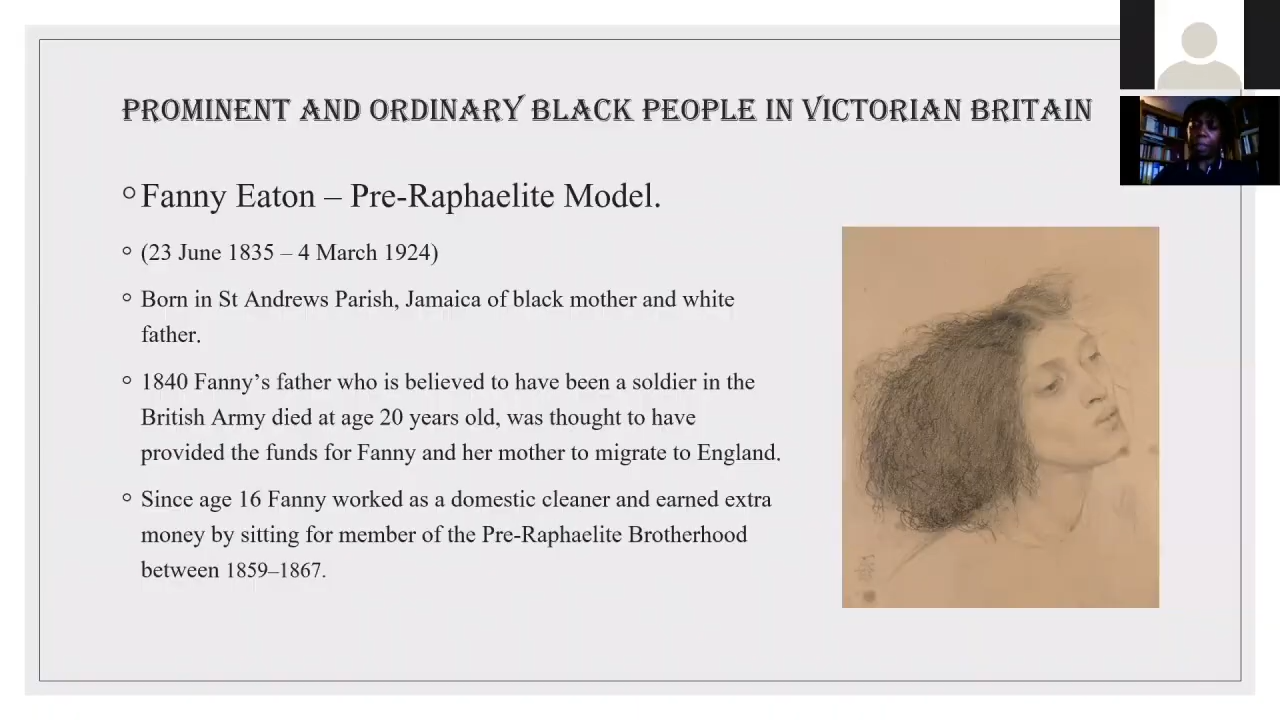 PROMINENT AND ORDINARY BLACK PEOPLE IN VICTORIAN BRITAIN
Fanny Eaton – Pre-Raphaelite Model.
(23 June 1835 – 4 March 1924)
Born in St Andrews Parish, Jamaica of black mother and white
father.
1840 Fanny’s father who is believed to have been a soldier in the
British Army died at age 20 years old, was thought to have
provided the funds for Fanny and her mother to migrate to England.
Since age 16 Fanny worked as a domestic cleaner and earned extra
money by sitting for member of the Pre-Raphaelite Brotherhood
between 1859–1867.